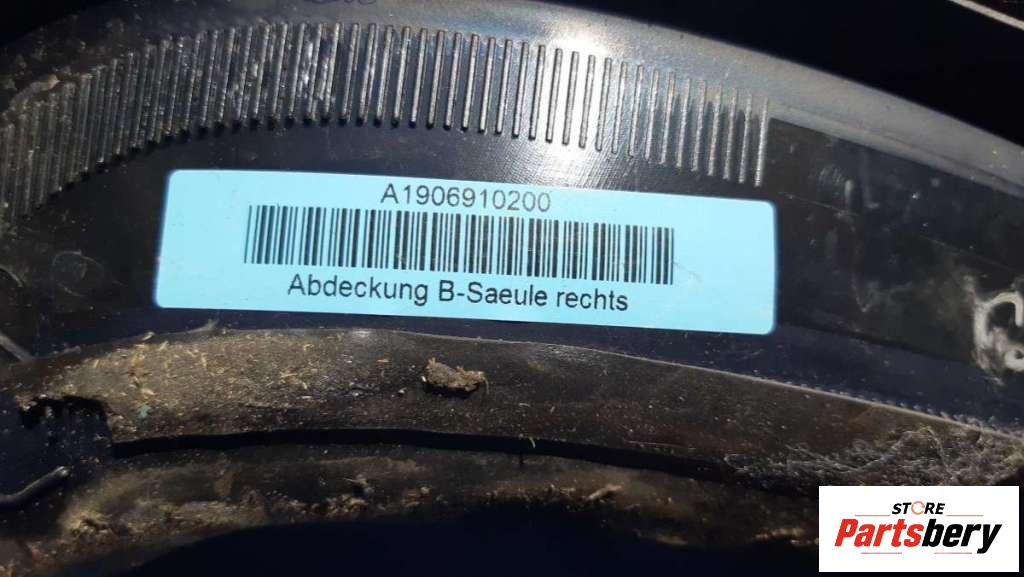 A1906910200
Abdeckung B-Saeule rechts
STORE
Partsbery